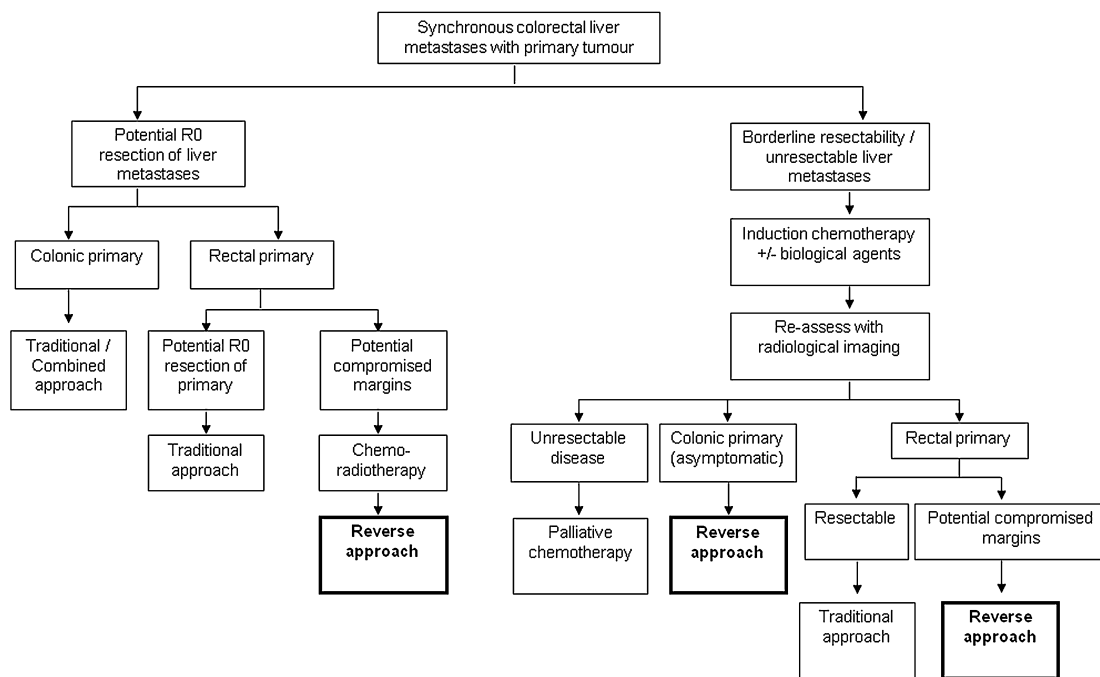 Synchronous colorectal liver
metastases with primary tumour
Potential R0
resection of liver
metastases
Borderline resectability /
unresectable liver
metastases
Colonic primary
Rectal primary
Induction chemotherapy
+/- biological agents
Traditional /
Combined
approach
Potential R0
resection of
primary
Potential
compromised
margins
Re-assess with
radiological imaging
Traditional
approach
Chemo-
radiotherapy
Unresectable
disease
Colonic primary
(asymptomatic)
Rectal primary
Reverse
approach
Palliative
chemotherapy
Reverse
approach
Resectable
Potential compromised
margins
Traditional
approach
Reverse
approach